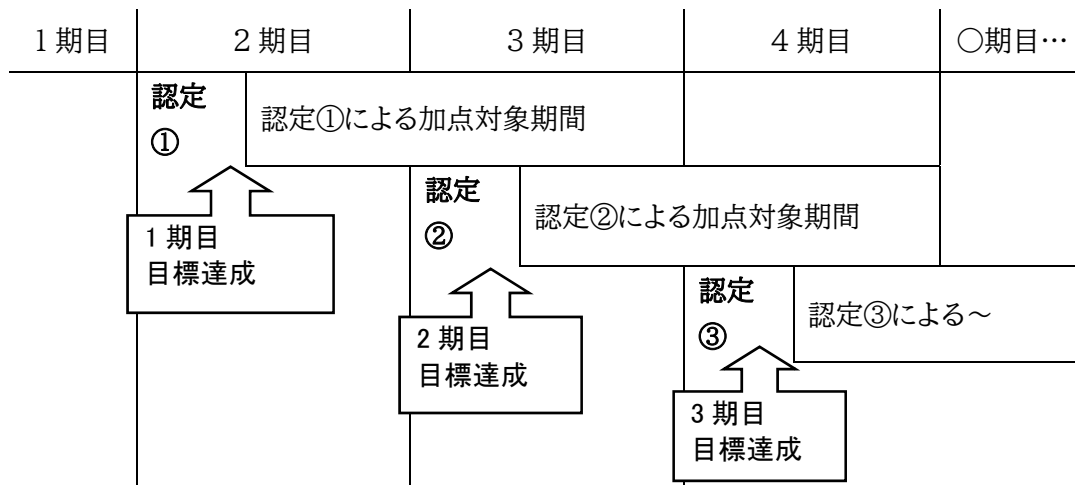 1期目 2期目 3期目 4期目 ○期目…
認定
①
認定①による加点対象期間
1期目
目標達成
認定
②
認定②による加点対象期間
2期目
目標達成
認定
③
認定③による~
3期目
目標達成